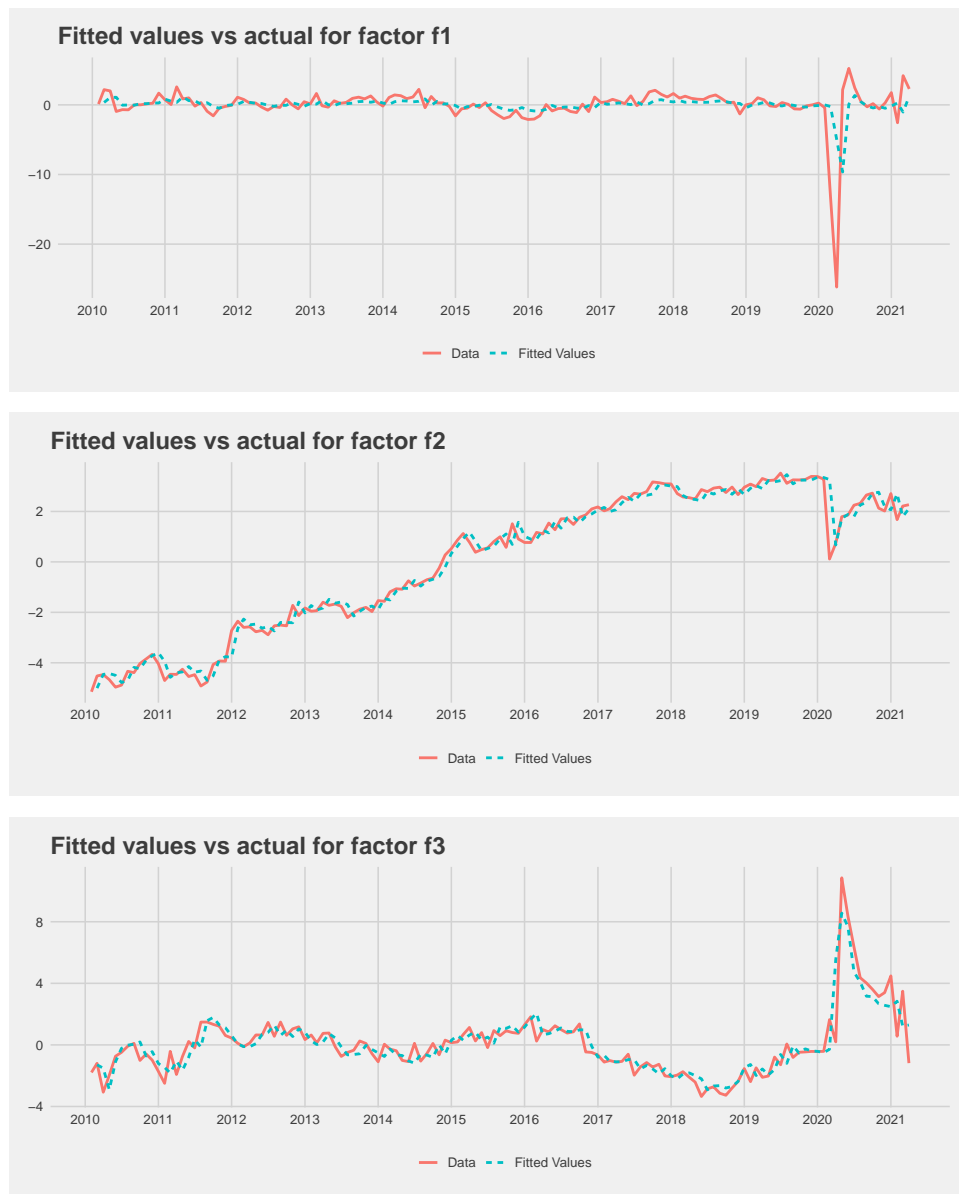 Fitted values vs actual for factor f1
0
−10
−20
2010 2011 2012 2013 2014 2015 2016 2017 2018 2019 2020 2021
Data Fitted Values
Fitted values vs actual for factor f2
2
0
−2
−4
2010 2011 2012 2013 2014 2015 2016 2017 2018 2019 2020 2021
Data Fitted Values
Fitted values vs actual for factor f3
8
4
0
−4
2010 2011 2012 2013 2014 2015 2016 2017 2018 2019 2020 2021
Data Fitted Values